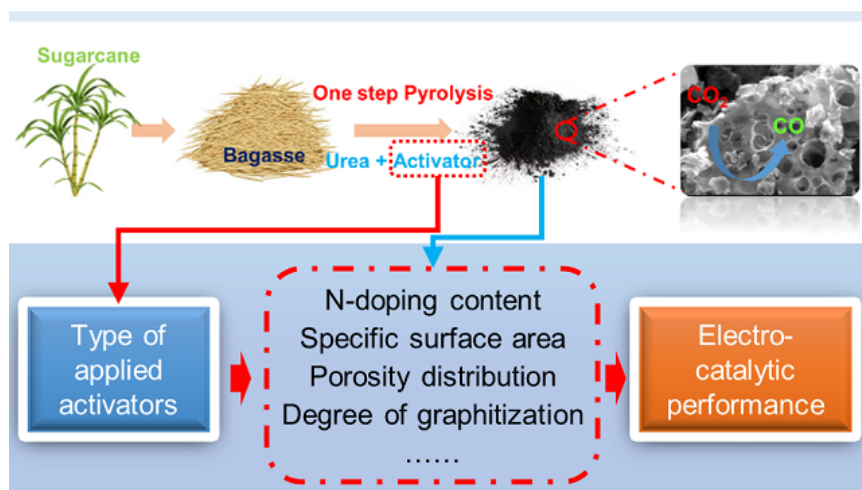 Sugarcane
One step Pyrolysis
Bagasse
Urea + Activator
CO₂
CO
Type of
applied
activators
N-doping content
Specific surface area
Porosity distribution
Degree of graphitization
......
Electro-
catalytic
performance